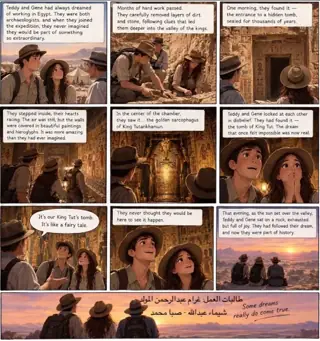 Teddy and Gene had always dreamed
of working in Egypt. They were both
archaeologists, and when they joined
the expedition, they never imagined
they would be part of something
so extraordinary.
Months of hard work passed.
They carefully removed layers of dirt
and stone, following clues that led
them deeper into the valley of the kings.
One morning, they found it —
the entrance to a hidden tomb,
sealed for thousands of years.
They stepped inside, their hearts
racing. The air was still, but the walls
were covered in beautiful paintings
and hieroglyphs. It was more amazing
than they had ever imagined.
In the center of the chamber,
they saw it... the golden sarcophagus
of King Tutankhamun.
Teddy and Gene looked at each other
in disbelief. They had found it —
the tomb of King Tut. The dream
that once felt impossible was now real.
It's our King Tut's tomb.
It's like a fairy tale.
They never thought they would be
here to see it happen.
That evening, as the sun set over the valley,
Teddy and Gene sat on a rock, exhausted
but full of joy. They had followed their dream,
and now they were part of history.
طالبات العمل: غرام عبدالرحمن المولد
شيماء عبدالله - صبا محمد
Some dreams
really do come true.